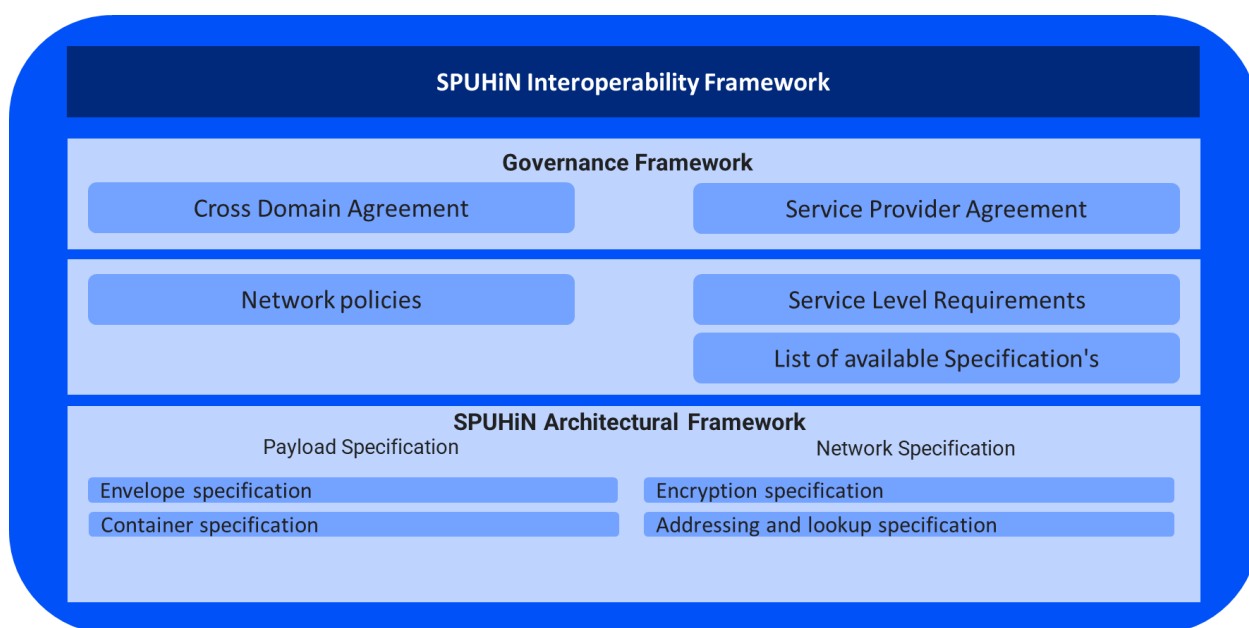 SPUHiN Interoperability Framework
Governance Framework
Cross Domain Agreement
Service Provider Agreement
Network policies
Service Level Requirements
List of available Specification's
SPUHiN Architectural Framework
Payload Specification
Network Specification
Envelope specification
Encryption specification
Container specification
Addressing and lookup specification